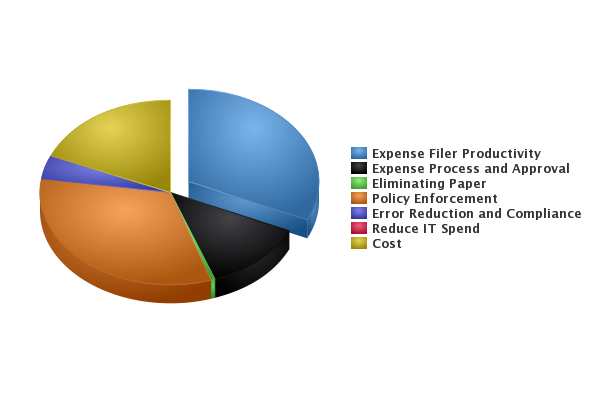 Expense Filer Productivity
Expense Process and Approval
Eliminating Paper
Policy Enforcement
Error Reduction and Compliance
Reduce IT Spend
Cost